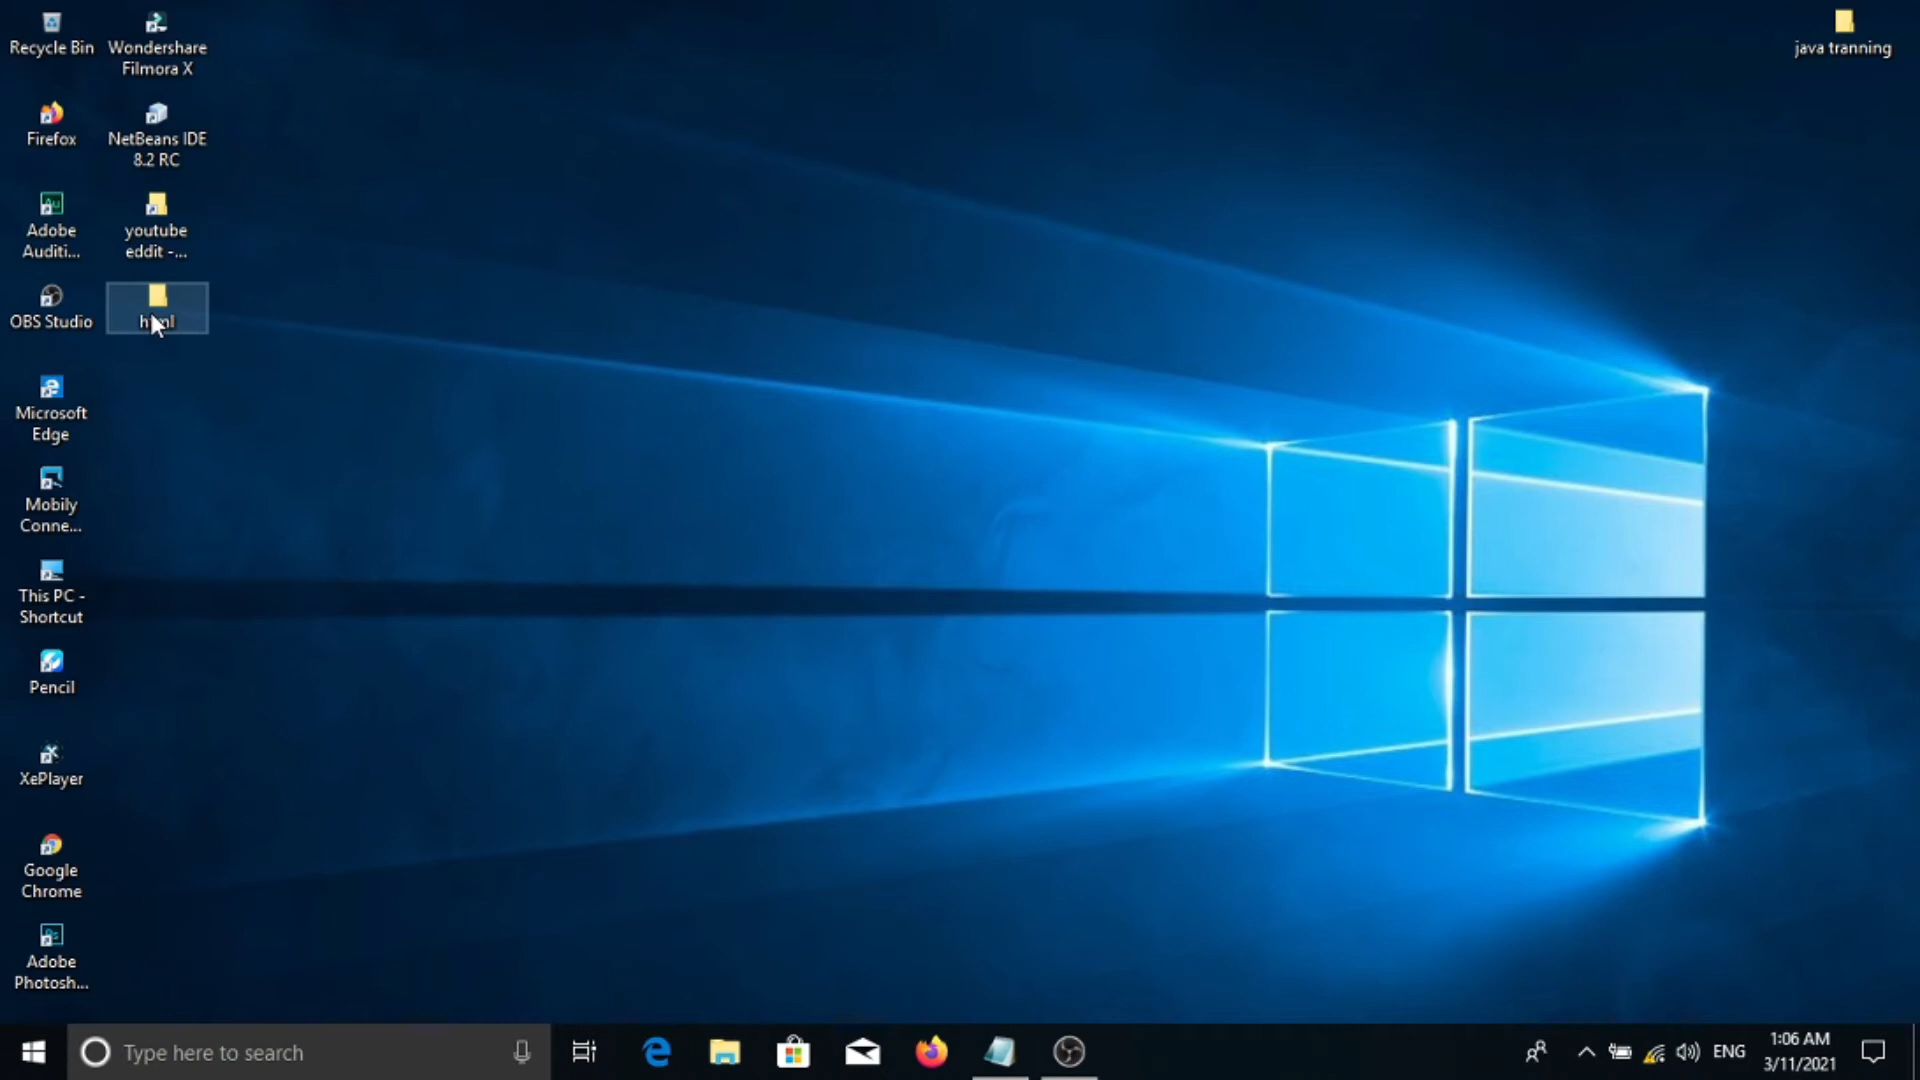 Recycle Bin
Wondershare
Filmora X
java tranning
Firefox
NetBeans IDE
8.2 RC
Adobe
Auditi...
youtube
eddit -...
OBS Studio
html
Microsoft
Edge
Mobily
Conne...
This PC -
Shortcut
Pencil
XePlayer
Google
Chrome
Adobe
Photosh...
Type here to search
ENG
1:06 AM
3/11/2021